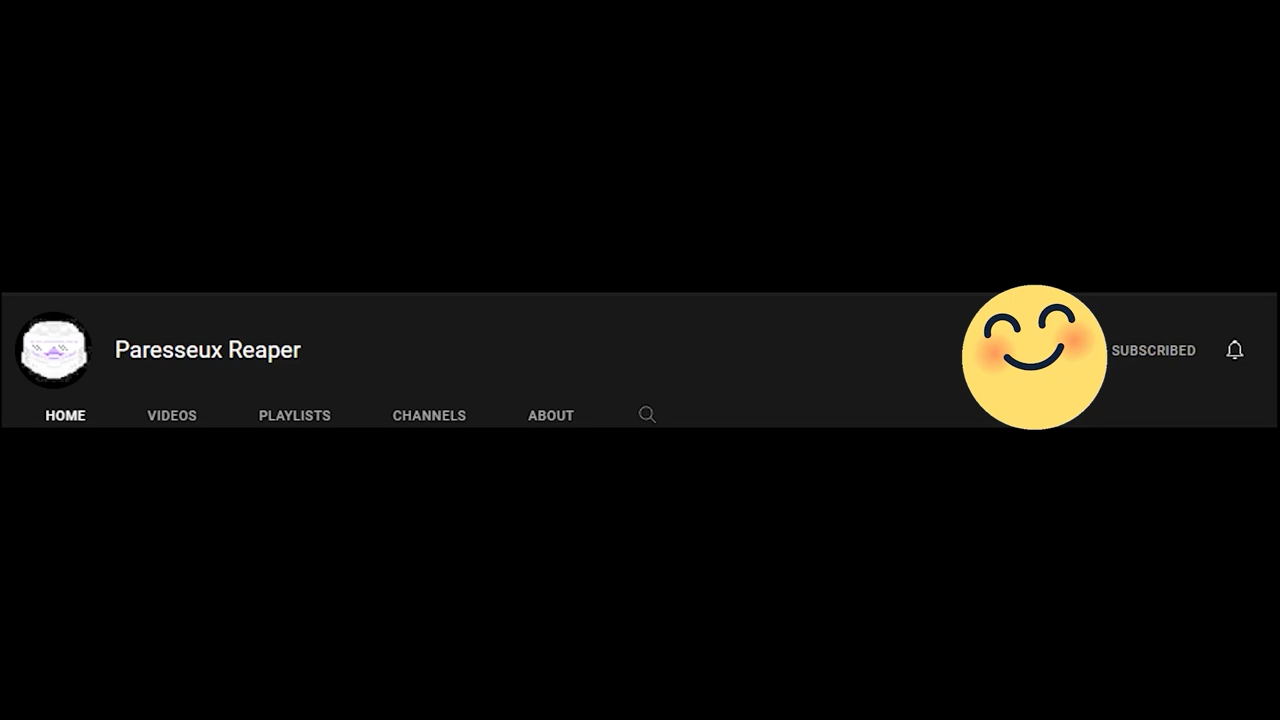 Paresseux Reaper
SUBSCRIBED
HOME VIDEOS PLAYLISTS CHANNELS ABOUT